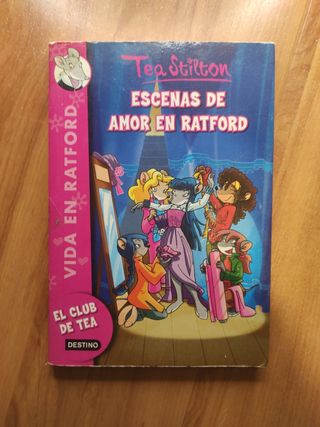 Tea Stilton
ESCENAS DE
AMOR EN RATFORD
VIDA EN RATFORD
EL CLUB
DE TEA
DESTINO